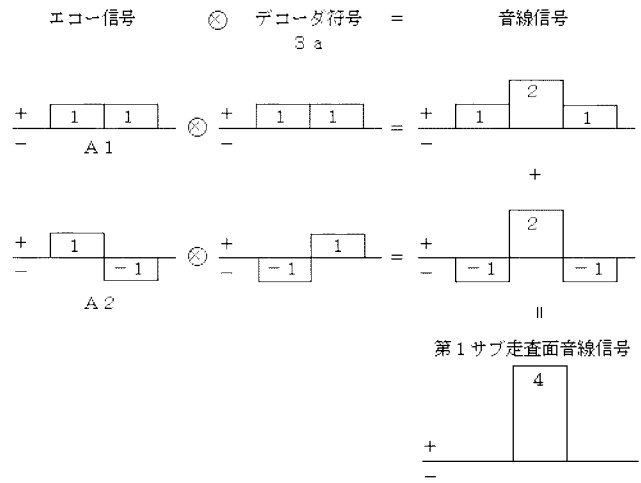 エコー信号 ⊗ デコーダ符号 = 音線信号
3a
+ 1 1 ⊗ + 1 1 = + 1 2 1
− − −
A1
+
+ 1 −1 ⊗ + −1 1 = + −1 2 −1
− − −
A2
=
第1サブ走査面音線信号
4
+
−